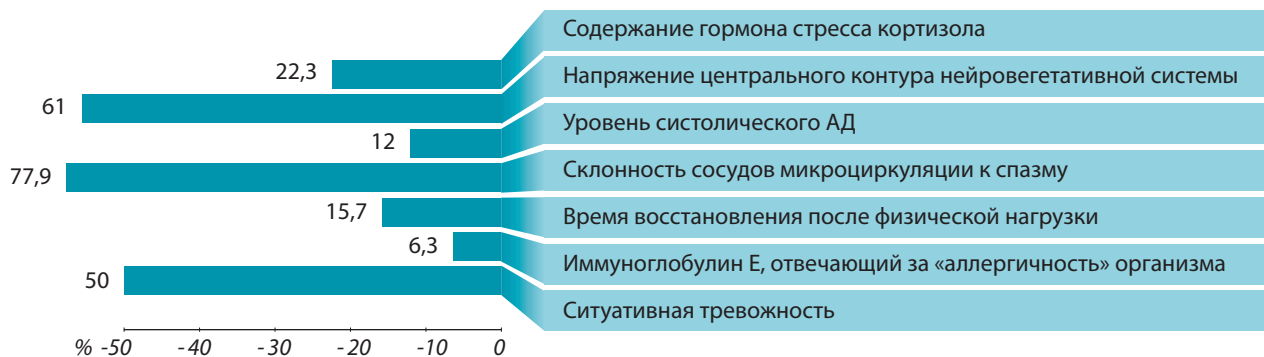 Содержание гормона стресса кортизола
22,3
Напряжение центрального контура нейровегетативной системы
61
Уровень систолического АД
12
Склонность сосудов микроциркуляции к спазму
77,9
Время восстановления после физической нагрузки
15,7
Иммуноглобулин Е, отвечающий за «аллергичность» организма
6,3
Ситуативная тревожность
50
% -50 -40 -30 -20 -10 0